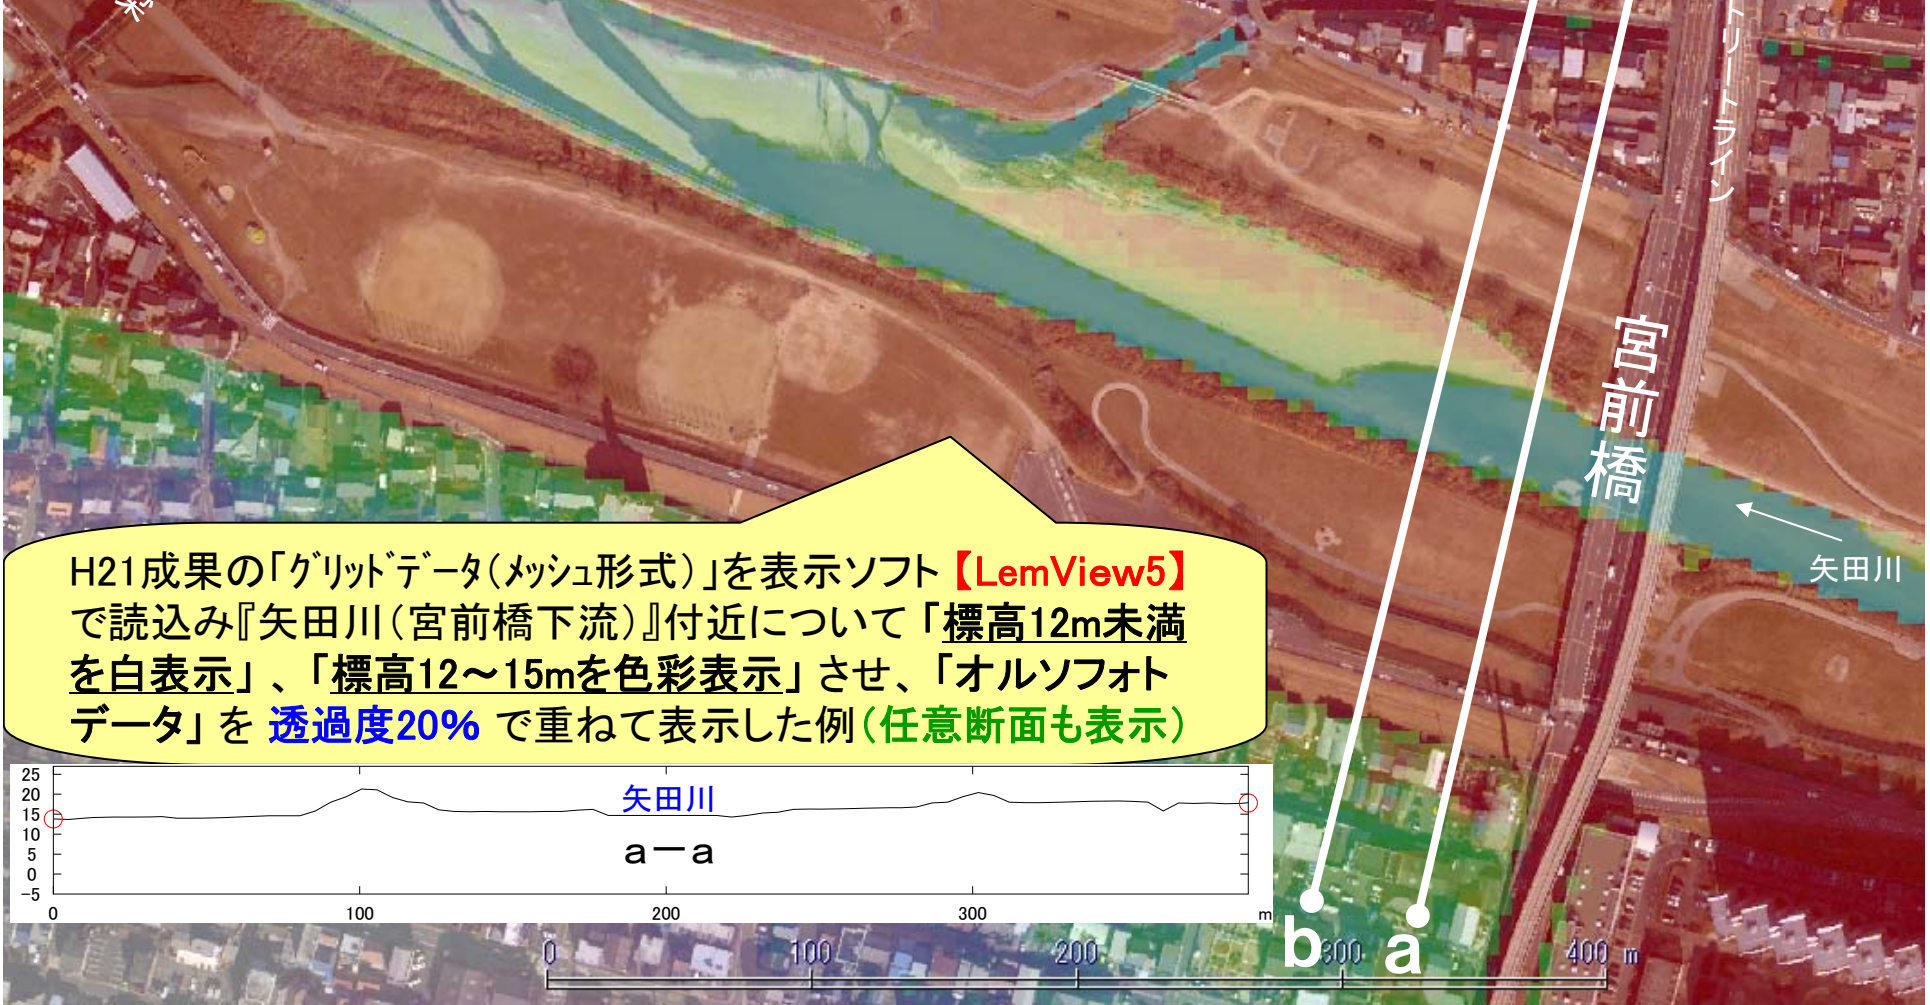 トリートライン
宮前橋
矢田川
H21成果の「グリッドデータ(メッシュ形式)」を表示ソフト【LemView5】
で読込み『矢田川(宮前橋下流)』付近について「標高12m未満
を白表示」、「標高12～15mを色彩表示」させ、「オルソフォト
データ」を 透過度20% で重ねて表示した例(任意断面も表示)
25
20
15
10
5
0
-5
矢田川
a－a
0 100 200 300 m
b a
0 100 200 300 400 m